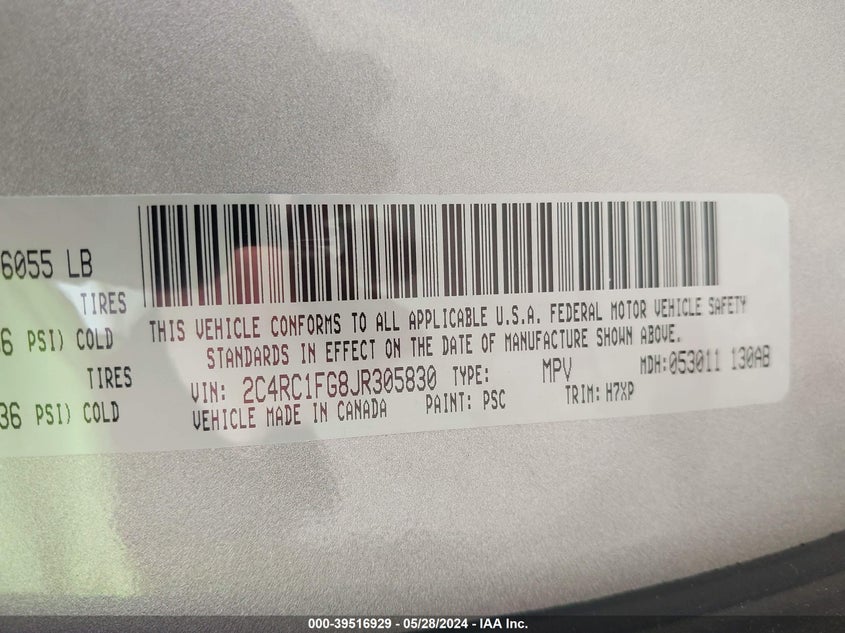 6055 LB
TIRES
6 PSI) COLD
TIRES
36 PSI) COLD
THIS VEHICLE CONFORMS TO ALL APPLICABLE U.S.A. FEDERAL MOTOR VEHICLE SAFETY
STANDARDS IN EFFECT ON THE DATE OF MANUFACTURE SHOWN ABOVE.
VIN: 2C4RC1FG8JR305830 TYPE: MPV MDH:053011 130AB
VEHICLE MADE IN CANADA PAINT: PSC TRIM: H7XP
000-39516929 - 05/28/2024 - IAA Inc.